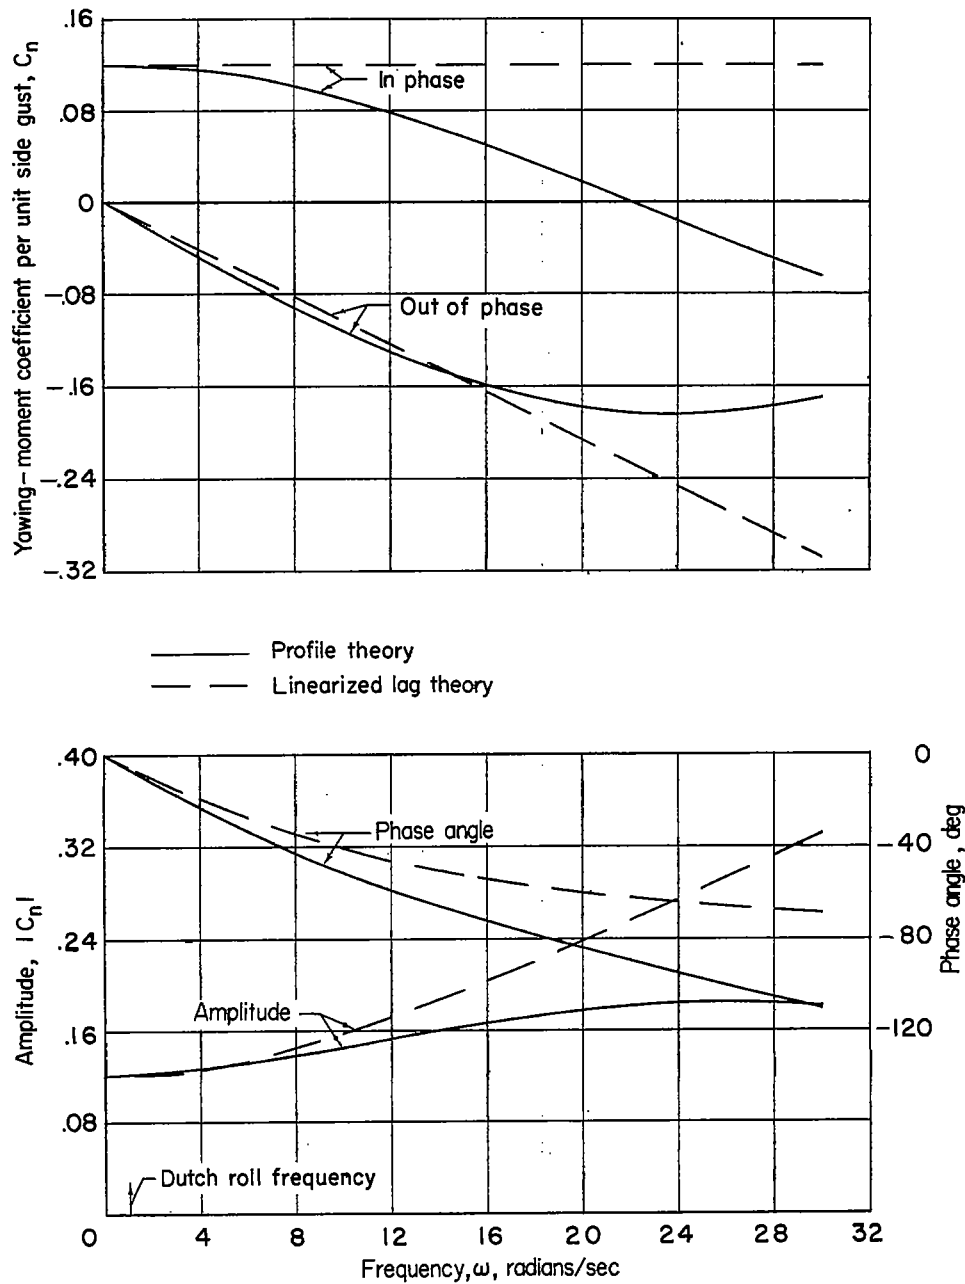 .16
.08
0
-.08
-.16
-.24
-.32
Yawing-moment coefficient per unit side gust, Cn
In phase
Out of phase
Profile theory
Linearized lag theory
.40
.32
.24
.16
.08
0
Amplitude, |Cn|
Phase angle
Amplitude
Dutch roll frequency
0
-40
-80
-120
Phase angle, deg
4 8 12 16 20 24 28 32
Frequency, ω, radians/sec